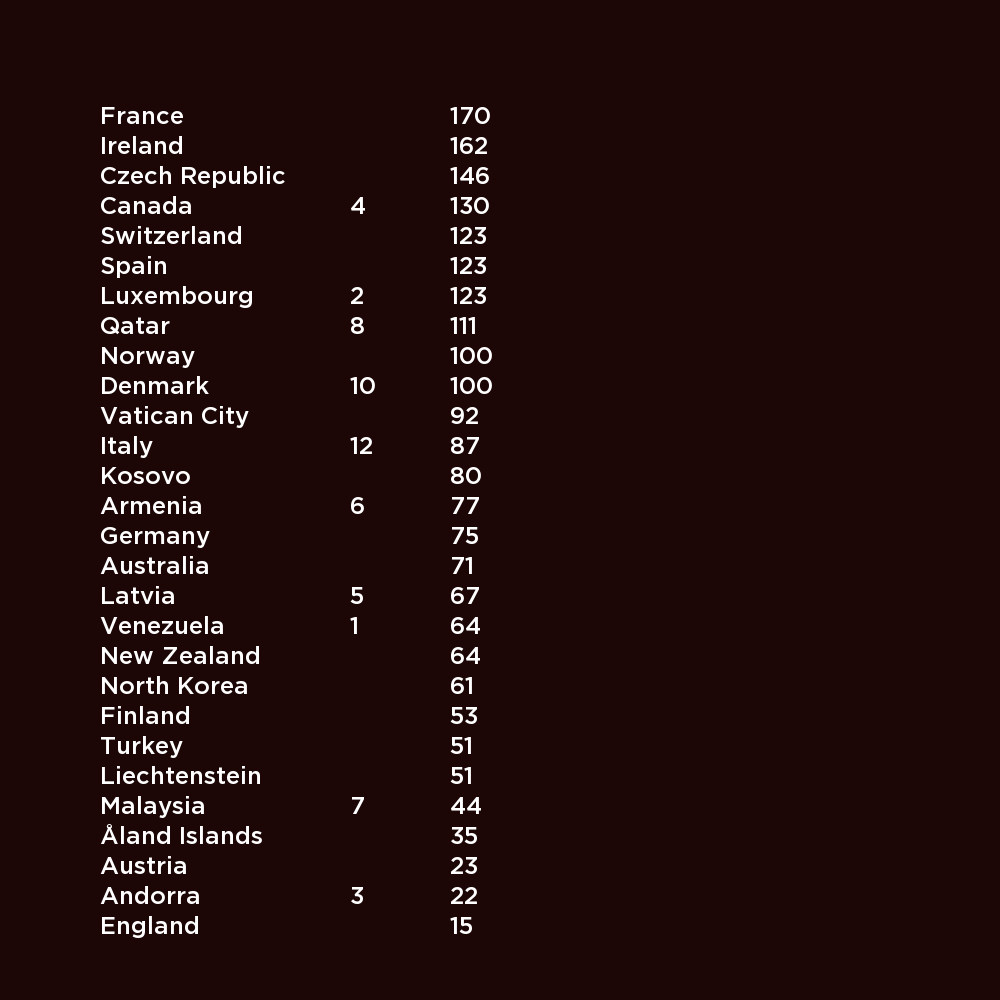 France 170
Ireland 162
Czech Republic 146
Canada 4 130
Switzerland 123
Spain 123
Luxembourg 2 123
Qatar 8 111
Norway 100
Denmark 10 100
Vatican City 92
Italy 12 87
Kosovo 80
Armenia 6 77
Germany 75
Australia 71
Latvia 5 67
Venezuela 1 64
New Zealand 64
North Korea 61
Finland 53
Turkey 51
Liechtenstein 51
Malaysia 7 44
Åland Islands 35
Austria 23
Andorra 3 22
England 15